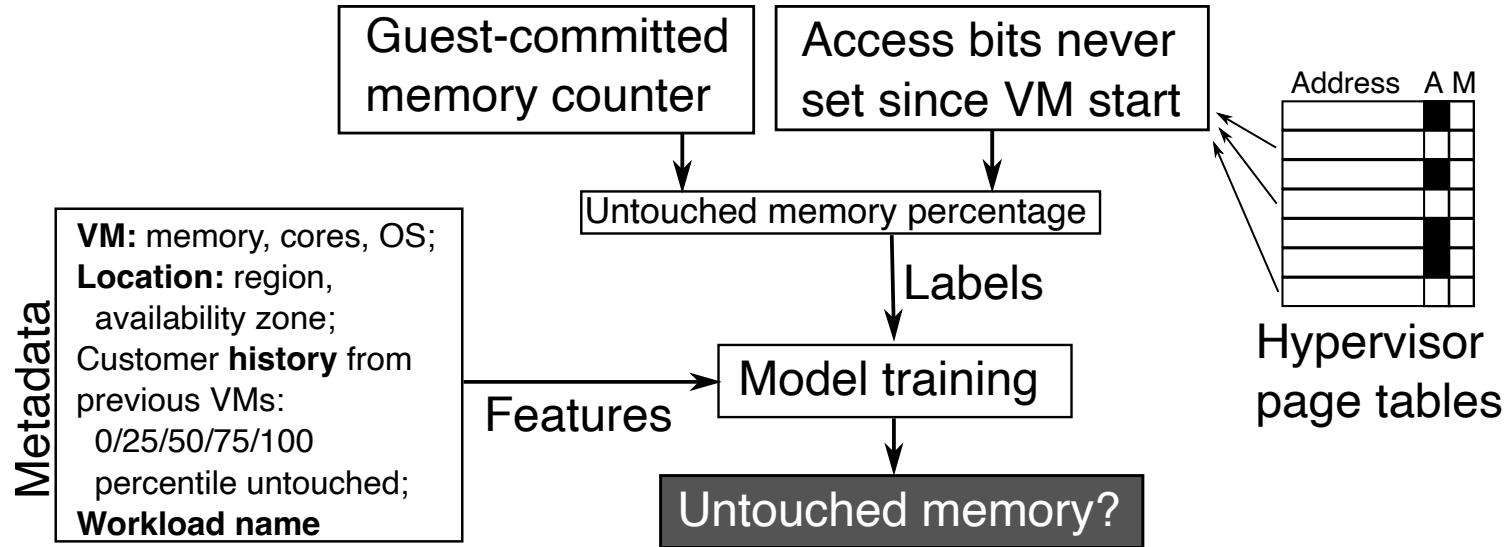 Guest-committed
memory counter
Access bits never
set since VM start
Address A M
Untouched memory percentage
Hypervisor
page tables
Labels
Metadata
VM: memory, cores, OS;
Location: region,
availability zone;
Customer history from
previous VMs:
0/25/50/75/100
percentile untouched;
Workload name
Features
Model training
Untouched memory?